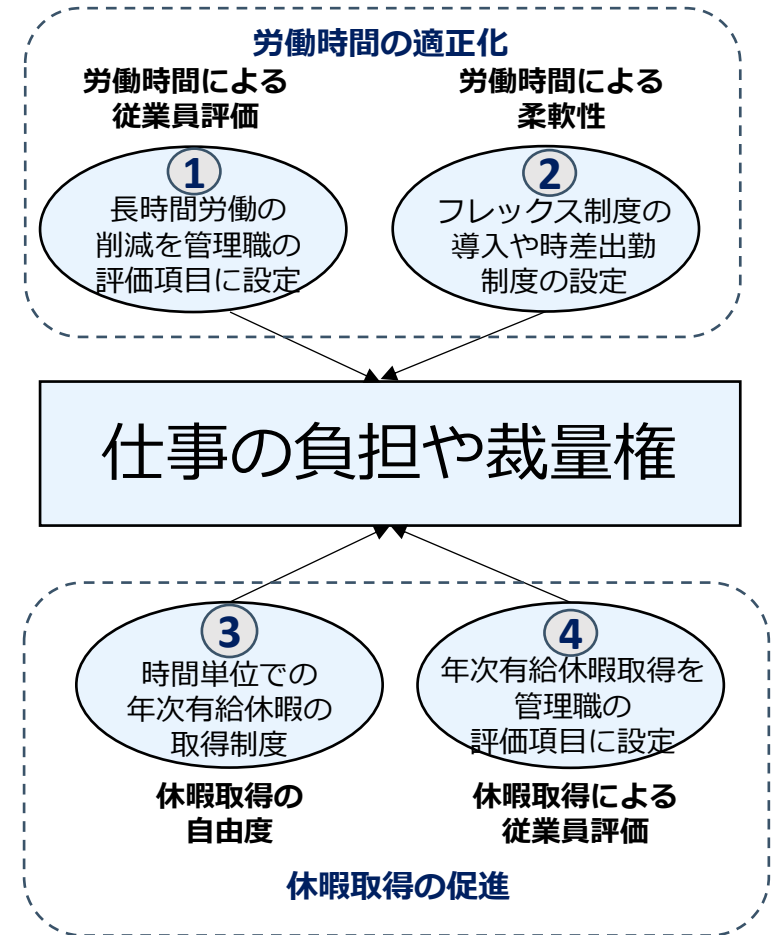 労働時間の適正化
労働時間による
従業員評価
労働時間による
柔軟性
1
長時間労働の
削減を管理職の
評価項目に設定
2
フレックス制度の
導入や時差出勤
制度の設定
仕事の負担や裁量権
3
時間単位での
年次有給休暇の
取得制度
4
年次有給休暇取得を
管理職の
評価項目に設定
休暇取得の
自由度
休暇取得による
従業員評価
休暇取得の促進